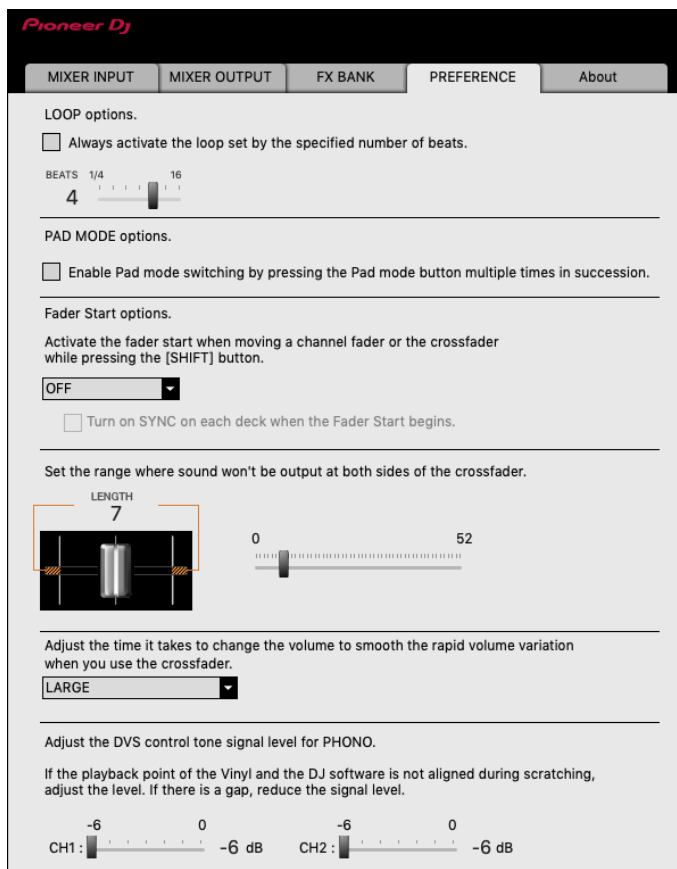 Pioneer Dj
MIXER INPUT MIXER OUTPUT FX BANK PREFERENCE About
LOOP options.
Always activate the loop set by the specified number of beats.
BEATS 1/4 16
4
PAD MODE options.
Enable Pad mode switching by pressing the Pad mode button multiple times in succession.
Fader Start options.
Activate the fader start when moving a channel fader or the crossfader
while pressing the [SHIFT] button.
OFF
Turn on SYNC on each deck when the Fader Start begins.
Set the range where sound won't be output at both sides of the crossfader.
LENGTH
7
0 52
Adjust the time it takes to change the volume to smooth the rapid volume variation
when you use the crossfader.
LARGE
Adjust the DVS control tone signal level for PHONO.
If the playback point of the Vinyl and the DJ software is not aligned during scratching,
adjust the level. If there is a gap, reduce the signal level.
-6 0 -6 0
CH1 : -6 dB CH2 : -6 dB